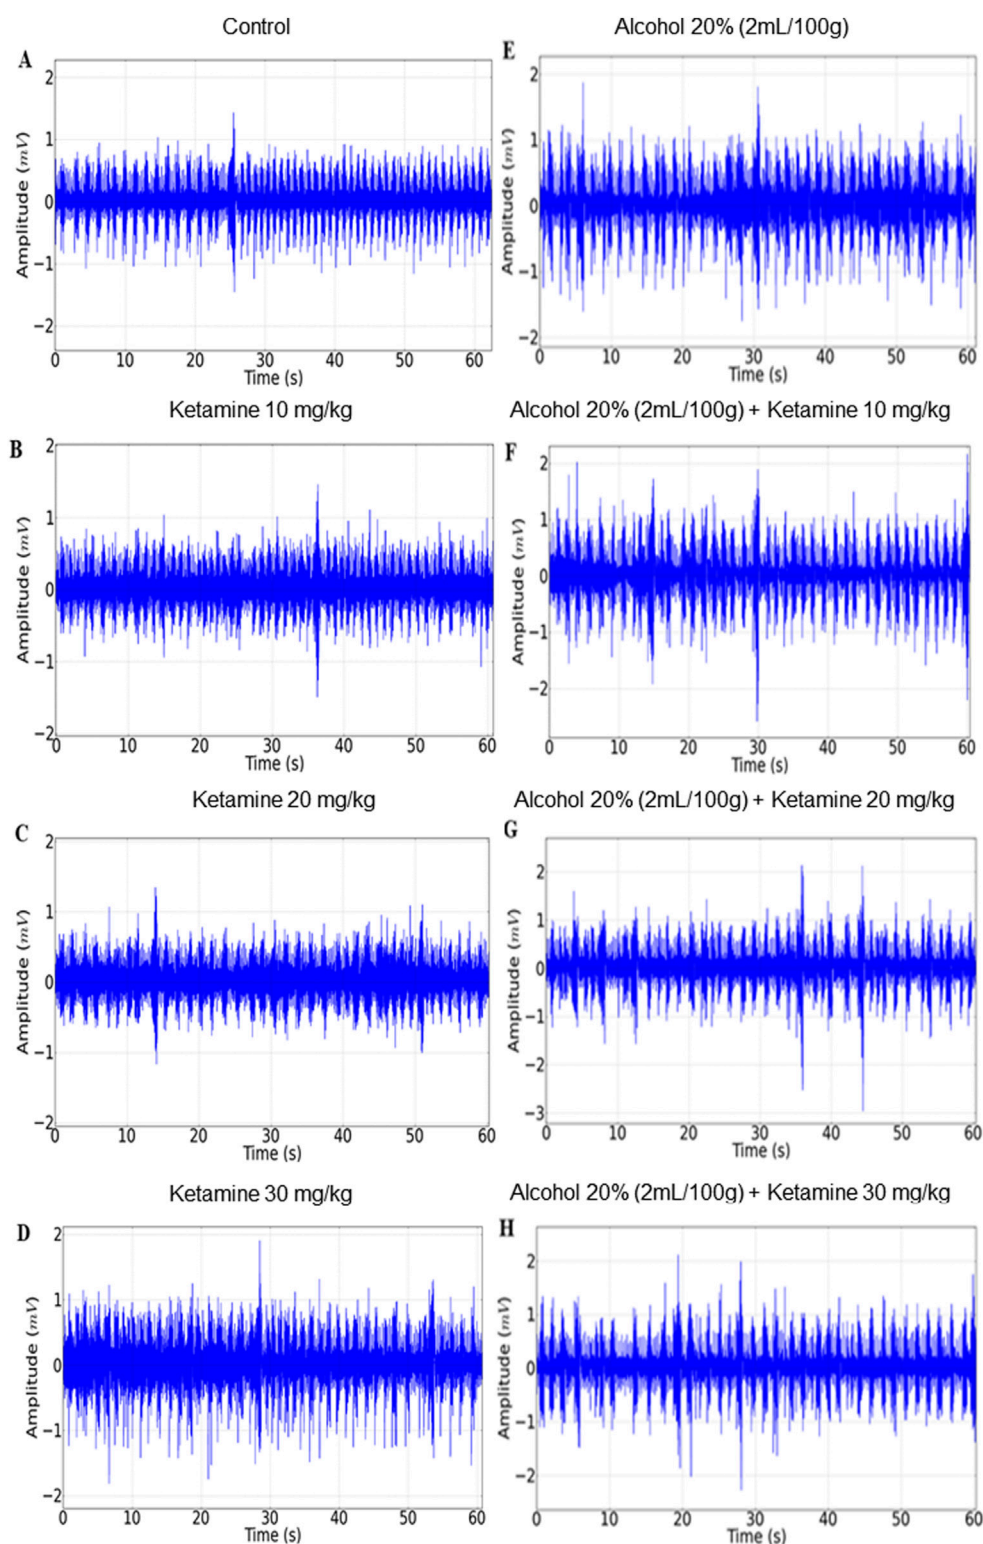 Control
A
2
1
0
−1
−2
Amplitude (mV)
0 10 20 30 40 50 60
Time (s)
Alcohol 20% (2mL/100g)
E
2
1
0
−1
−2
Amplitude (mV)
0 10 20 30 40 50 60
Time (s)
Ketamine 10 mg/kg
B
2
1
0
−1
−2
Amplitude (mV)
0 10 20 30 40 50 60
Time (s)
Alcohol 20% (2mL/100g) + Ketamine 10 mg/kg
F
2
1
0
−1
−2
Amplitude (mV)
0 10 20 30 40 50 60
Time (s)
Ketamine 20 mg/kg
C
2
1
0
−1
−2
Amplitude (mV)
0 10 20 30 40 50 60
Time (s)
Alcohol 20% (2mL/100g) + Ketamine 20 mg/kg
G
2
1
0
−1
−2
−3
Amplitude (mV)
0 10 20 30 40 50 60
Time (s)
Ketamine 30 mg/kg
D
2
1
0
−1
−2
Amplitude (mV)
0 10 20 30 40 50 60
Time (s)
Alcohol 20% (2mL/100g) + Ketamine 30 mg/kg
H
2
1
0
−1
−2
Amplitude (mV)
0 10 20 30 40 50 60
Time (s)